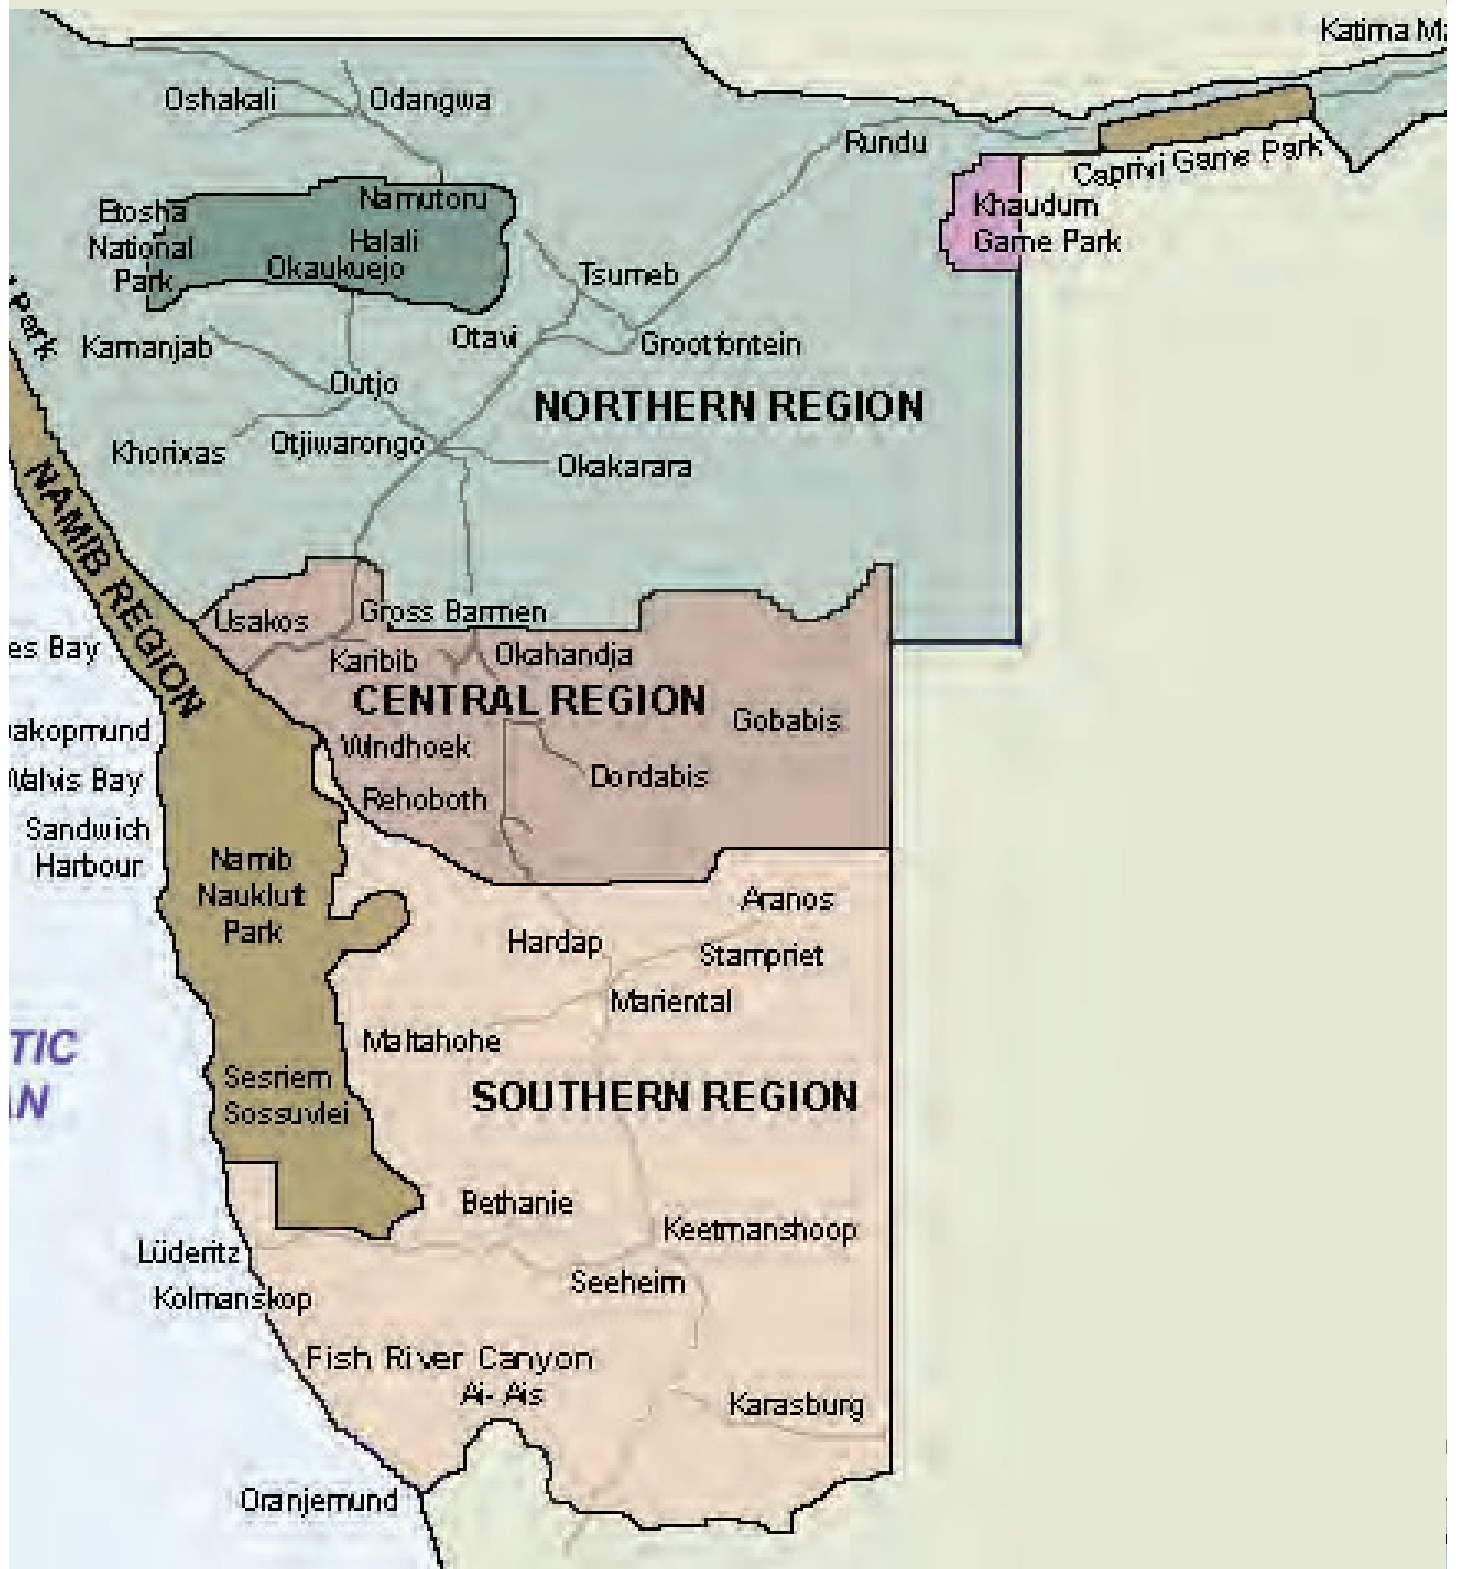 Katima
Oshakali
Odangwa
Rundu
Caprivi Game Park
Etosha
National
Park
Namutoru
Halali
Okaukuejo
Khaudum
Game Park
Park
Tsumeb
Otavi
Grootfontein
Kamanjab
Outjo
NORTHERN REGION
Khorixas
Otjiwarongo
Okakarara
NAMIB REGION
Usakos
Gross Barmen
es Bay
Karibib
Okahandja
CENTRAL REGION
Gobabis
akopmund
Windhoek
Walvis Bay
Dordabis
Rehoboth
Sandwich
Harbour
Namib
Naukluft
Park
Aranos
Hardap
Stampriet
Mariental
Maltahohe
TIC
AN
Sesriem
Sossuvlei
SOUTHERN REGION
Bethanie
Keetmanshoop
Lüderitz
Seeheim
Kolmanskop
Fish River Canyon
Ai- Ais
Karasburg
Oranjemund